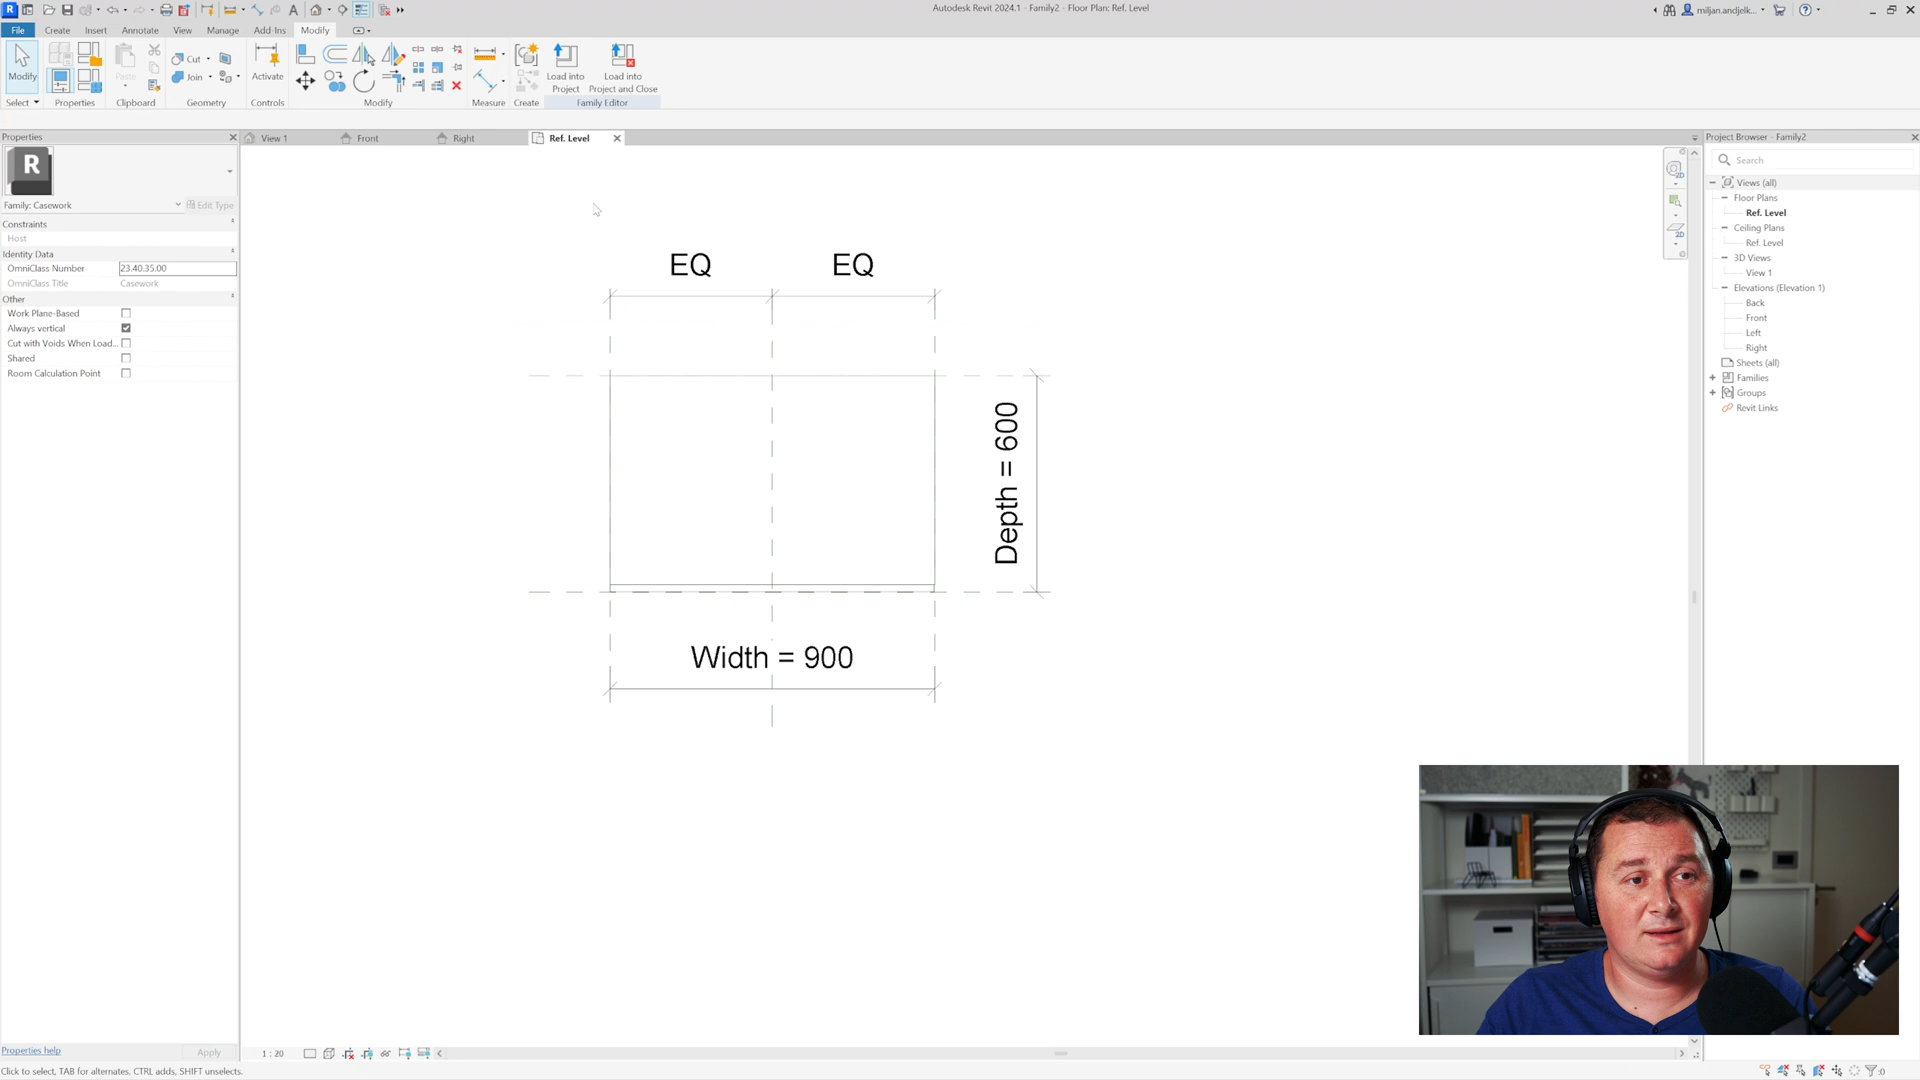 Autodesk Revit 2024.1 - Family2 - Floor Plan: Ref. Level
miljan.andjelk...
File Create Insert Annotate View Manage Add-Ins Modify
Modify
Paste
Cut
Join
Activate
Load into Project
Load into Project and Close
Select Properties Clipboard Geometry Controls Modify Measure Create Family Editor
Properties
View 1 Front Right Ref. Level
Project Browser - Family2
R
Family: Casework
Edit Type
Constraints
Host
Identity Data
OmniClass Number 23.40.35.00
OmniClass Title Casework
Other
Work Plane-Based
Always vertical
Cut with Voids When Load...
Shared
Room Calculation Point
EQ EQ
Depth = 600
Width = 900
2D
2D
Search
Views (all)
Floor Plans
Ref. Level
Ceiling Plans
Ref. Level
3D Views
View 1
Elevations (Elevation 1)
Back
Front
Left
Right
Sheets (all)
Families
Groups
Revit Links
Properties help
Apply
1 : 20
Click to select, TAB for alternates, CTRL adds, SHIFT unselects.
:0